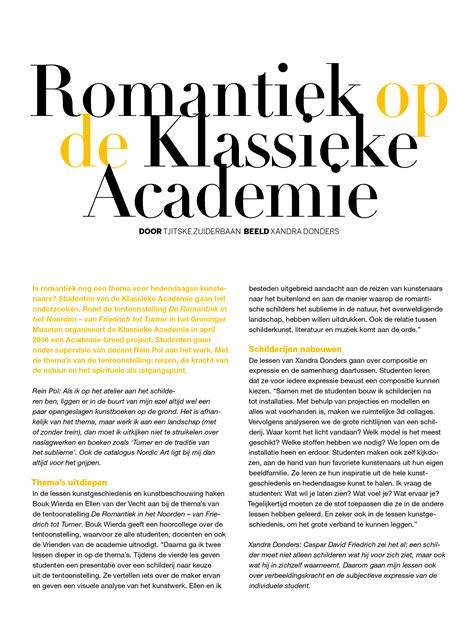 Romantiek op
de Klassieke
Academie
DOOR TJITSKE ZUIDERBAAN BEELD XANDRA DONDERS
Is romantiek nog een thema voor hedendaagse kunste-
naars? Studenten van de Klassieke Academie gaan het
onderzoeken. Rond de tentoonstelling De Romantiek in
het Noorden – van Friedrich tot Turner in het Groninger
Museum organiseert de Klassieke Academie in april
2018 een Academie-breed project. Studenten gaan
onder supervisie van docent Rein Pol aan het werk. Met
de thema's van de tentoonstelling: reizen, de kracht van
de natuur en het spirituele als uitgangspunt.
Rein Pol: Als ik op het atelier aan het schilde-
ren ben, liggen er in de buurt van mijn ezel altijd wel een
paar opengeslagen kunstboeken op de grond. Het is afhan-
kelijk van het thema, maar werk ik aan een landschap (met
of zonder trein), dan moet ik uitkijken niet te struikelen over
naslagwerken en boeken zoals 'Turner en de traditie van
het sublieme'. Ook de catalogus Nordic Art ligt bij mij dan
altijd voor het grijpen.
Thema's uitdiepen
In de lessen kunstgeschiedenis en kunstbeschouwing haken
Bouk Wierda en Ellen van der Vecht aan bij de thema's van
de tentoonstelling De Romantiek in het Noorden – van Frie-
drich tot Turner. Bouk Wierda geeft een hoorcollege over de
tentoonstelling, waarvoor ze alle studenten, docenten en ook
de Vrienden van de academie uitnodigt. "Daarna ga ik twee
lessen dieper in op de thema's. Tijdens de vierde les geven
studenten een presentatie over een schilderij naar keuze
uit de tentoonstelling. Ze vertellen iets over de maker ervan
en geven een visuele analyse van het kunstwerk. Ellen en ik
besteden uitgebreid aandacht aan de reizen van kunstenaars
naar het buitenland en aan de manier waarop de romanti-
sche schilders het sublieme in de natuur, het overweldigende
landschap, hebben willen uitdrukken. Ook de relatie tussen
schilderkunst, literatuur en muziek komt aan de orde."
Schilderijen nabouwen
De lessen van Xandra Donders gaan over compositie en
expressie en de samenhang daartussen. Studenten leren
dat ze voor iedere expressie bewust een compositie kunnen
kiezen. "Samen met de studenten bouw ik schilderijen na
tot installaties. Met behulp van projecties en modellen en
alles wat voorhanden is, maken we ruimtelijke 3d collages.
Vervolgens analyseren we de grote richtlijnen van een schil-
derij. Waar komt het licht vandaan? Welk model is het meest
geschikt? Welke stoffen hebben we nodig? We lopen om de
installatie heen en erdoor. Studenten maken ook zelf kijkdo-
zen, aan de hand van hun favoriete kunstenaars uit hun eigen
beeldfamilie. Zo leren ze hun inspiratie uit de hele kunst-
geschiedenis en hedendaagse kunst te halen. Ik vraag de
studenten: Wat wil je laten zien? Wat voel je? Wat ervaar je?
Tegelijkertijd moeten ze de stof toepassen die ze in de andere
lessen hebben geleerd. En zeker ook in de lessen kunstge-
schiedenis, om het grote verband te kunnen leggen."
Xandra Donders: Caspar David Friedrich zei het al: een schil-
der moet niet alleen schilderen wat hij voor zich ziet, maar ook
wat hij in zichzelf waarneemt. Daarom gaan mijn lessen ook
over verbeeldingskracht en de subjectieve expressie van de
individuele student.